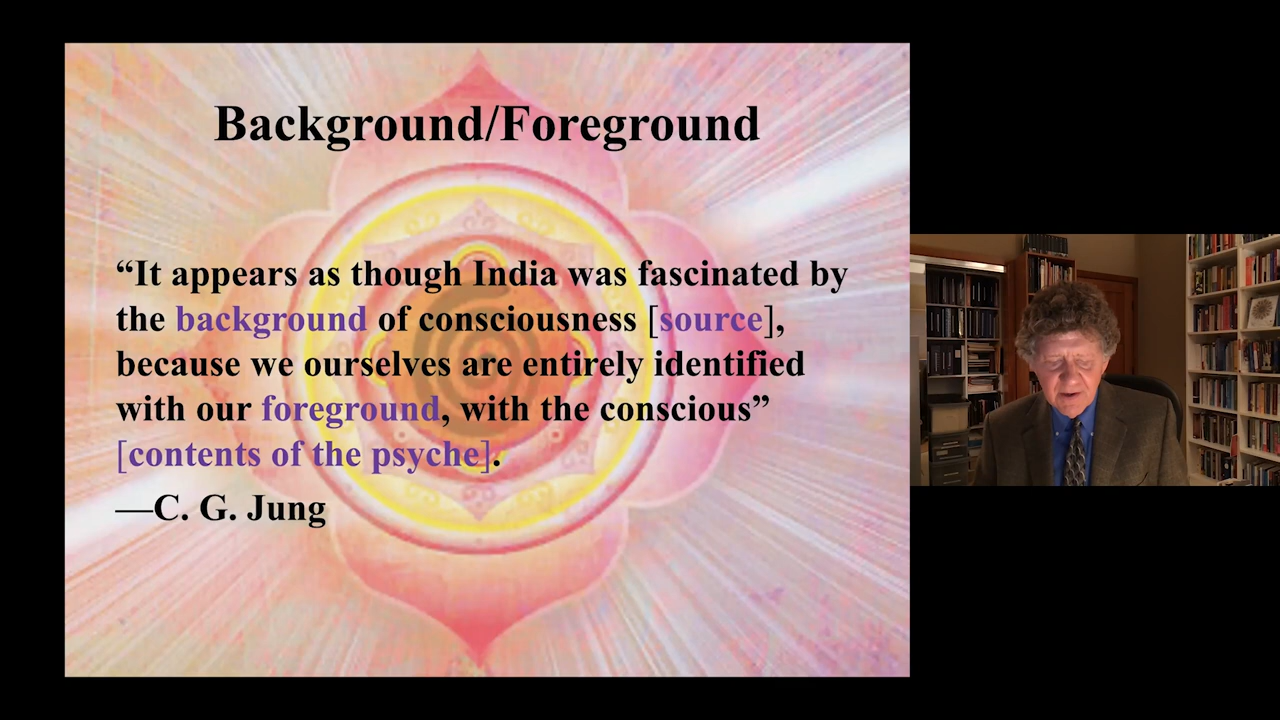 Background/Foreground
“It appears as though India was fascinated by
the background of consciousness [source],
because we ourselves are entirely identified
with our foreground, with the conscious”
[contents of the psyche].
—C. G. Jung